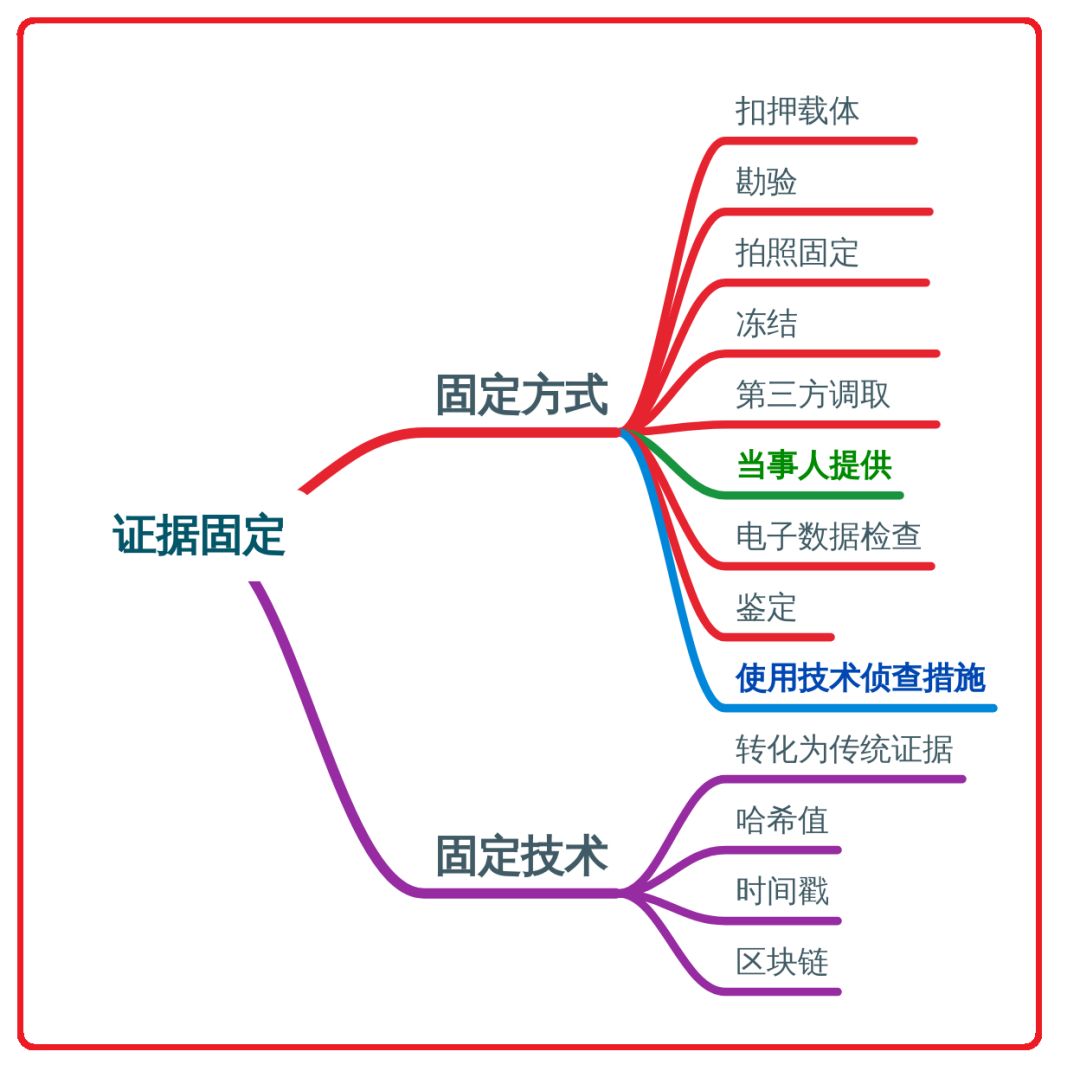 证据固定
固定方式
扣押载体
勘验
拍照固定
冻结
第三方调取
当事人提供
电子数据检查
鉴定
使用技术侦查措施
固定技术
转化为传统证据
哈希值
时间戳
区块链